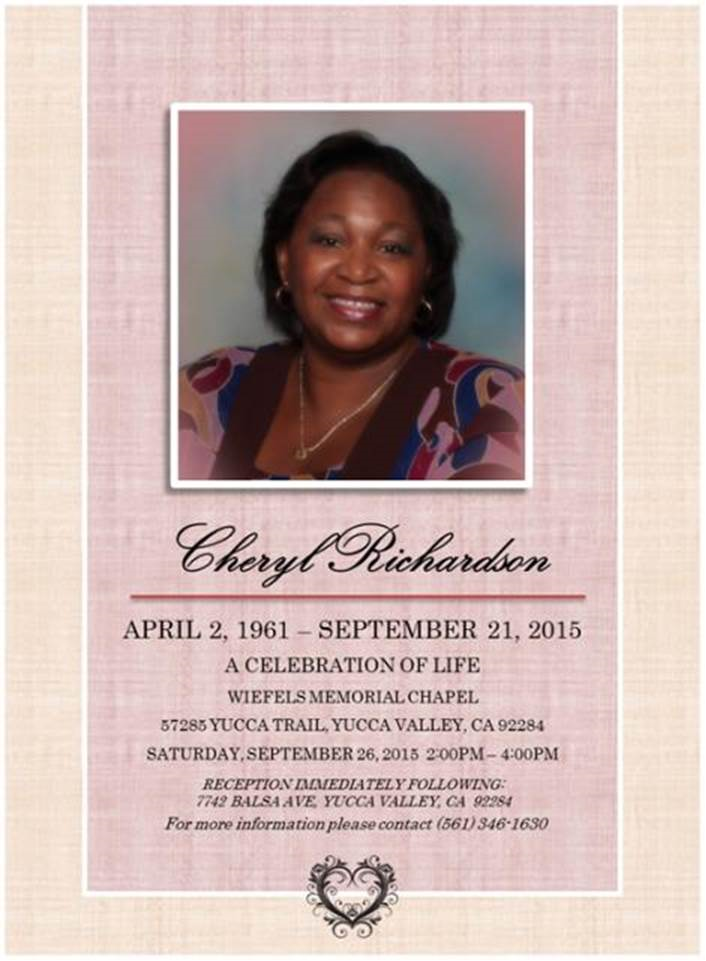 Cheryl Richardson
APRIL 2, 1961 – SEPTEMBER 21, 2015
A CELEBRATION OF LIFE
WIEFELS MEMORIAL CHAPEL
57285 YUCCA TRAIL, YUCCA VALLEY, CA 92284
SATURDAY, SEPTEMBER 26, 2015 2:00PM – 4:00PM
RECEPTION IMMEDIATELY FOLLOWING:
7742 BALSA AVE, YUCCA VALLEY, CA 92284
For more information please contact (561) 346-1630